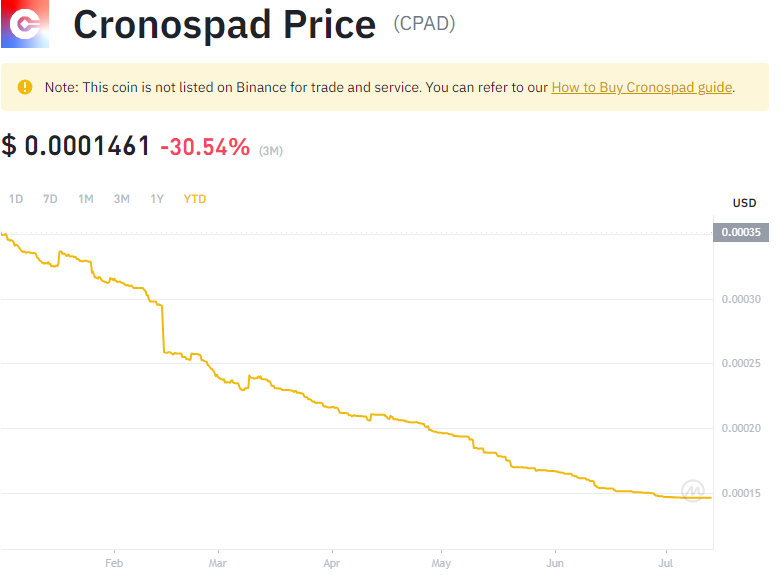 Cronospad Price (CPAD)
Note: This coin is not listed on Binance for trade and service. You can refer to our How to Buy Cronospad guide.
$ 0.0001461 -30.54% (3M)
1D 7D 1M 3M 1Y YTD
USD
0.00035
0.00030
0.00025
0.00020
0.00015
Feb Mar Apr May Jun Jul